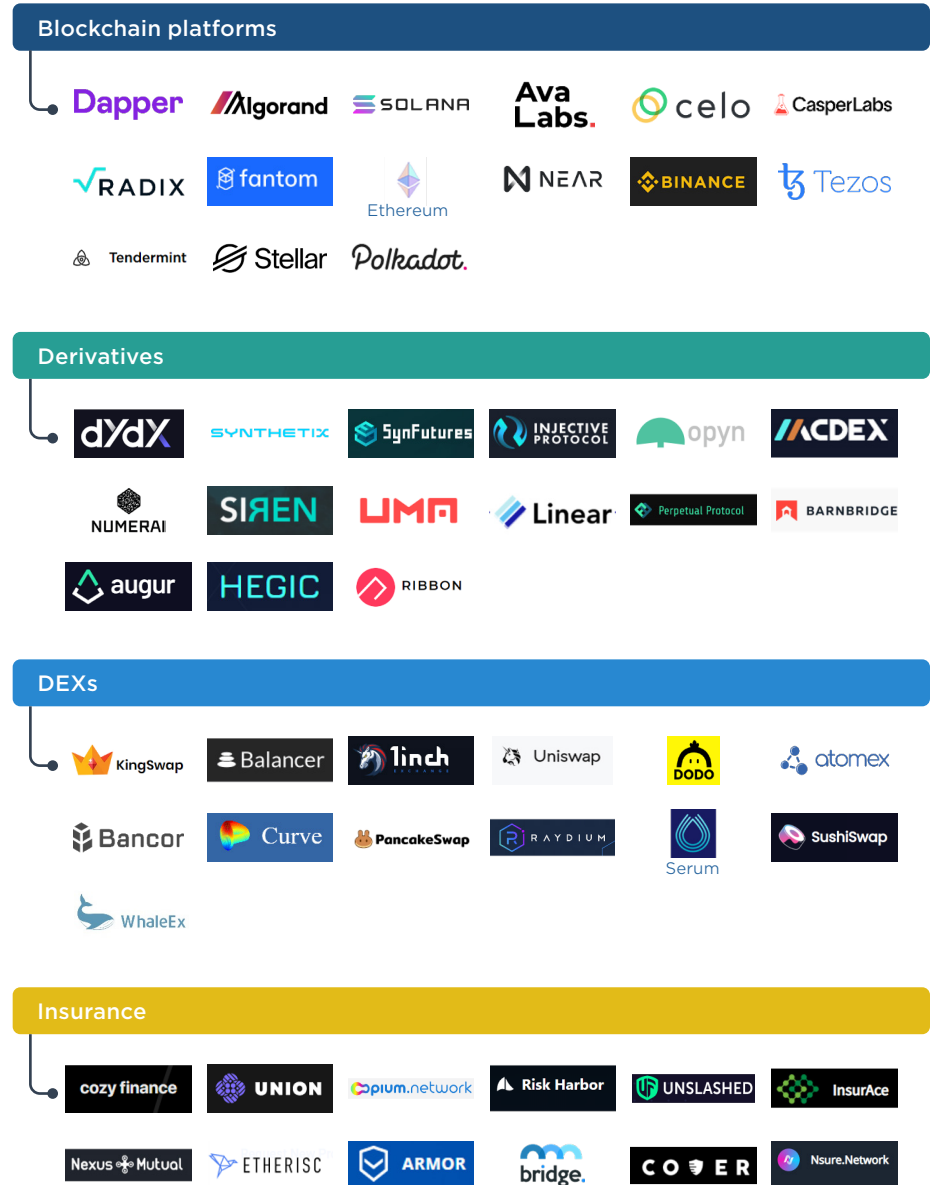 Blockchain platforms
Dapper Algorand SOLANA Ava Labs. celo CasperLabs
RADIX fantom Ethereum NEAR BINANCE Tezos
Tendermint Stellar Polkadot.
Derivatives
dYdX SYNTHETIX SynFutures INJECTIVE PROTOCOL opyn MCDEX
NUMERAI SIREN UMA Linear Perpetual Protocol BARNBRIDGE
augur HEGIC RIBBON
DEXs
KingSwap Balancer 1inch EXCHANGE Uniswap DODO atomex
Bancor Curve PancakeSwap RAYDIUM Serum SushiSwap
WhaleEx
Insurance
cozy finance UNION Opium.network Risk Harbor UNSLASHED InsurAce
Nexus Mutual ETHERISC ARMOR bridge. COVER Nsure.Network